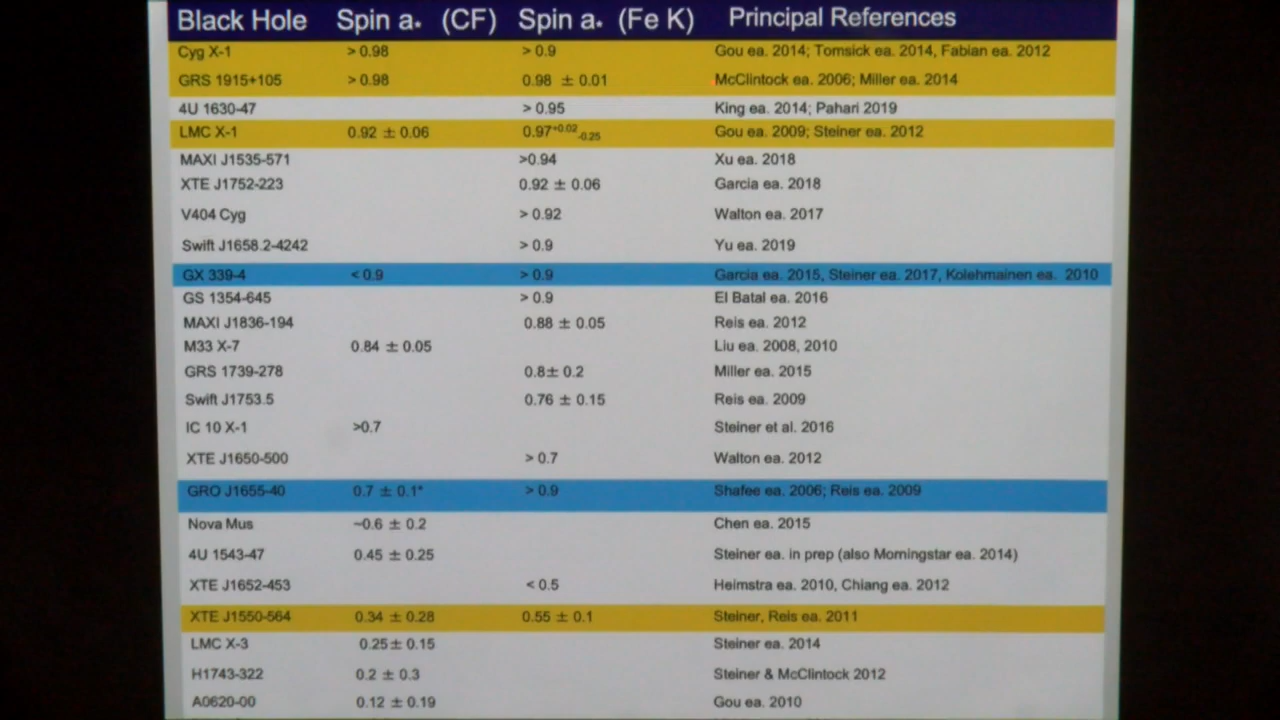 Black Hole Spin a* (CF) Spin a* (Fe K) Principal References
Cyg X-1 > 0.98 > 0.9 Gou ea. 2014; Tomsick ea. 2014, Fabian ea. 2012
GRS 1915+105 > 0.98 0.98 ± 0.01 McClintock ea. 2006; Miller ea. 2014
4U 1630-47 > 0.95 King ea. 2014; Pahari 2019
LMC X-1 0.92 ± 0.06 0.97+0.02-0.25 Gou ea. 2009; Steiner ea. 2012
MAXI J1535-571 >0.94 Xu ea. 2018
XTE J1752-223 0.92 ± 0.06 Garcia ea. 2018
V404 Cyg > 0.92 Walton ea. 2017
Swift J1658.2-4242 > 0.9 Yu ea. 2019
GX 339-4 < 0.9 > 0.9 Garcia ea. 2015, Steiner ea. 2017, Kolehmainen ea. 2010
GS 1354-645 > 0.9 El Batal ea. 2016
MAXI J1836-194 0.88 ± 0.05 Reis ea. 2012
M33 X-7 0.84 ± 0.05 Liu ea. 2008, 2010
GRS 1739-278 0.8± 0.2 Miller ea. 2015
Swift J1753.5 0.76 ± 0.15 Reis ea. 2009
IC 10 X-1 >0.7 Steiner et al. 2016
XTE J1650-500 > 0.7 Walton ea. 2012
GRO J1655-40 0.7 ± 0.1* > 0.9 Shafee ea. 2006; Reis ea. 2009
Nova Mus ~0.6 ± 0.2 Chen ea. 2015
4U 1543-47 0.45 ± 0.25 Steiner ea. in prep (also Morningstar ea. 2014)
XTE J1652-453 < 0.5 Heimstra ea. 2010, Chiang ea. 2012
XTE J1550-564 0.34 ± 0.28 0.55 ± 0.1 Steiner, Reis ea. 2011
LMC X-3 0.25± 0.15 Steiner ea. 2014
H1743-322 0.2 ± 0.3 Steiner & McClintock 2012
A0620-00 0.12 ± 0.19 Gou ea. 2010